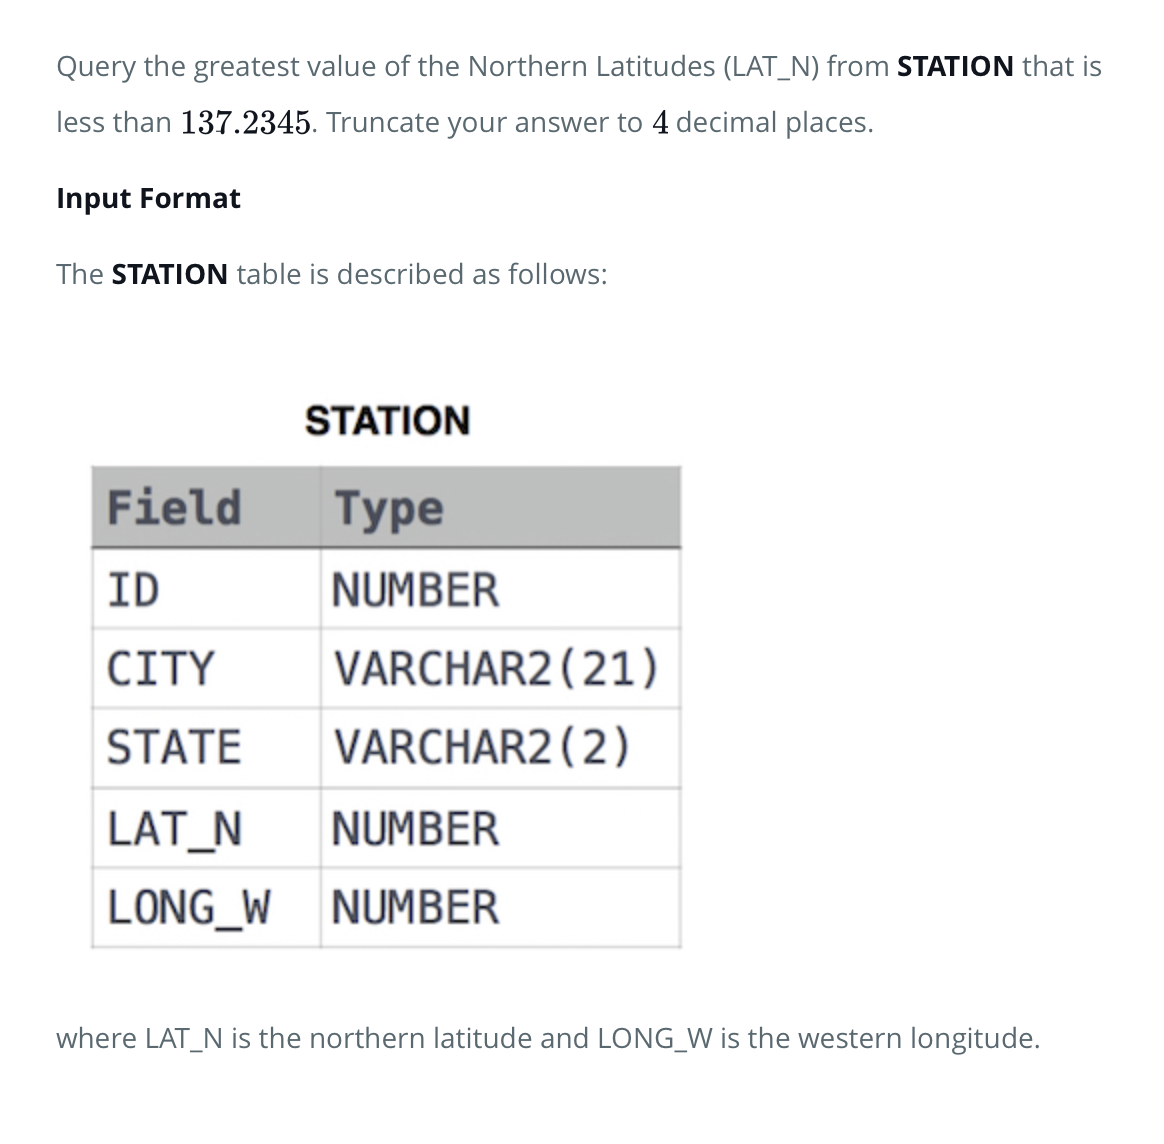 Query the greatest value of the Northern Latitudes (LAT_N) from STATION that is
less than 137.2345. Truncate your answer to 4 decimal places.
Input Format
The STATION table is described as follows:
STATION
Field Type
ID NUMBER
CITY VARCHAR2(21)
STATE VARCHAR2(2)
LAT_N NUMBER
LONG_W NUMBER
where LAT_N is the northern latitude and LONG_W is the western longitude.